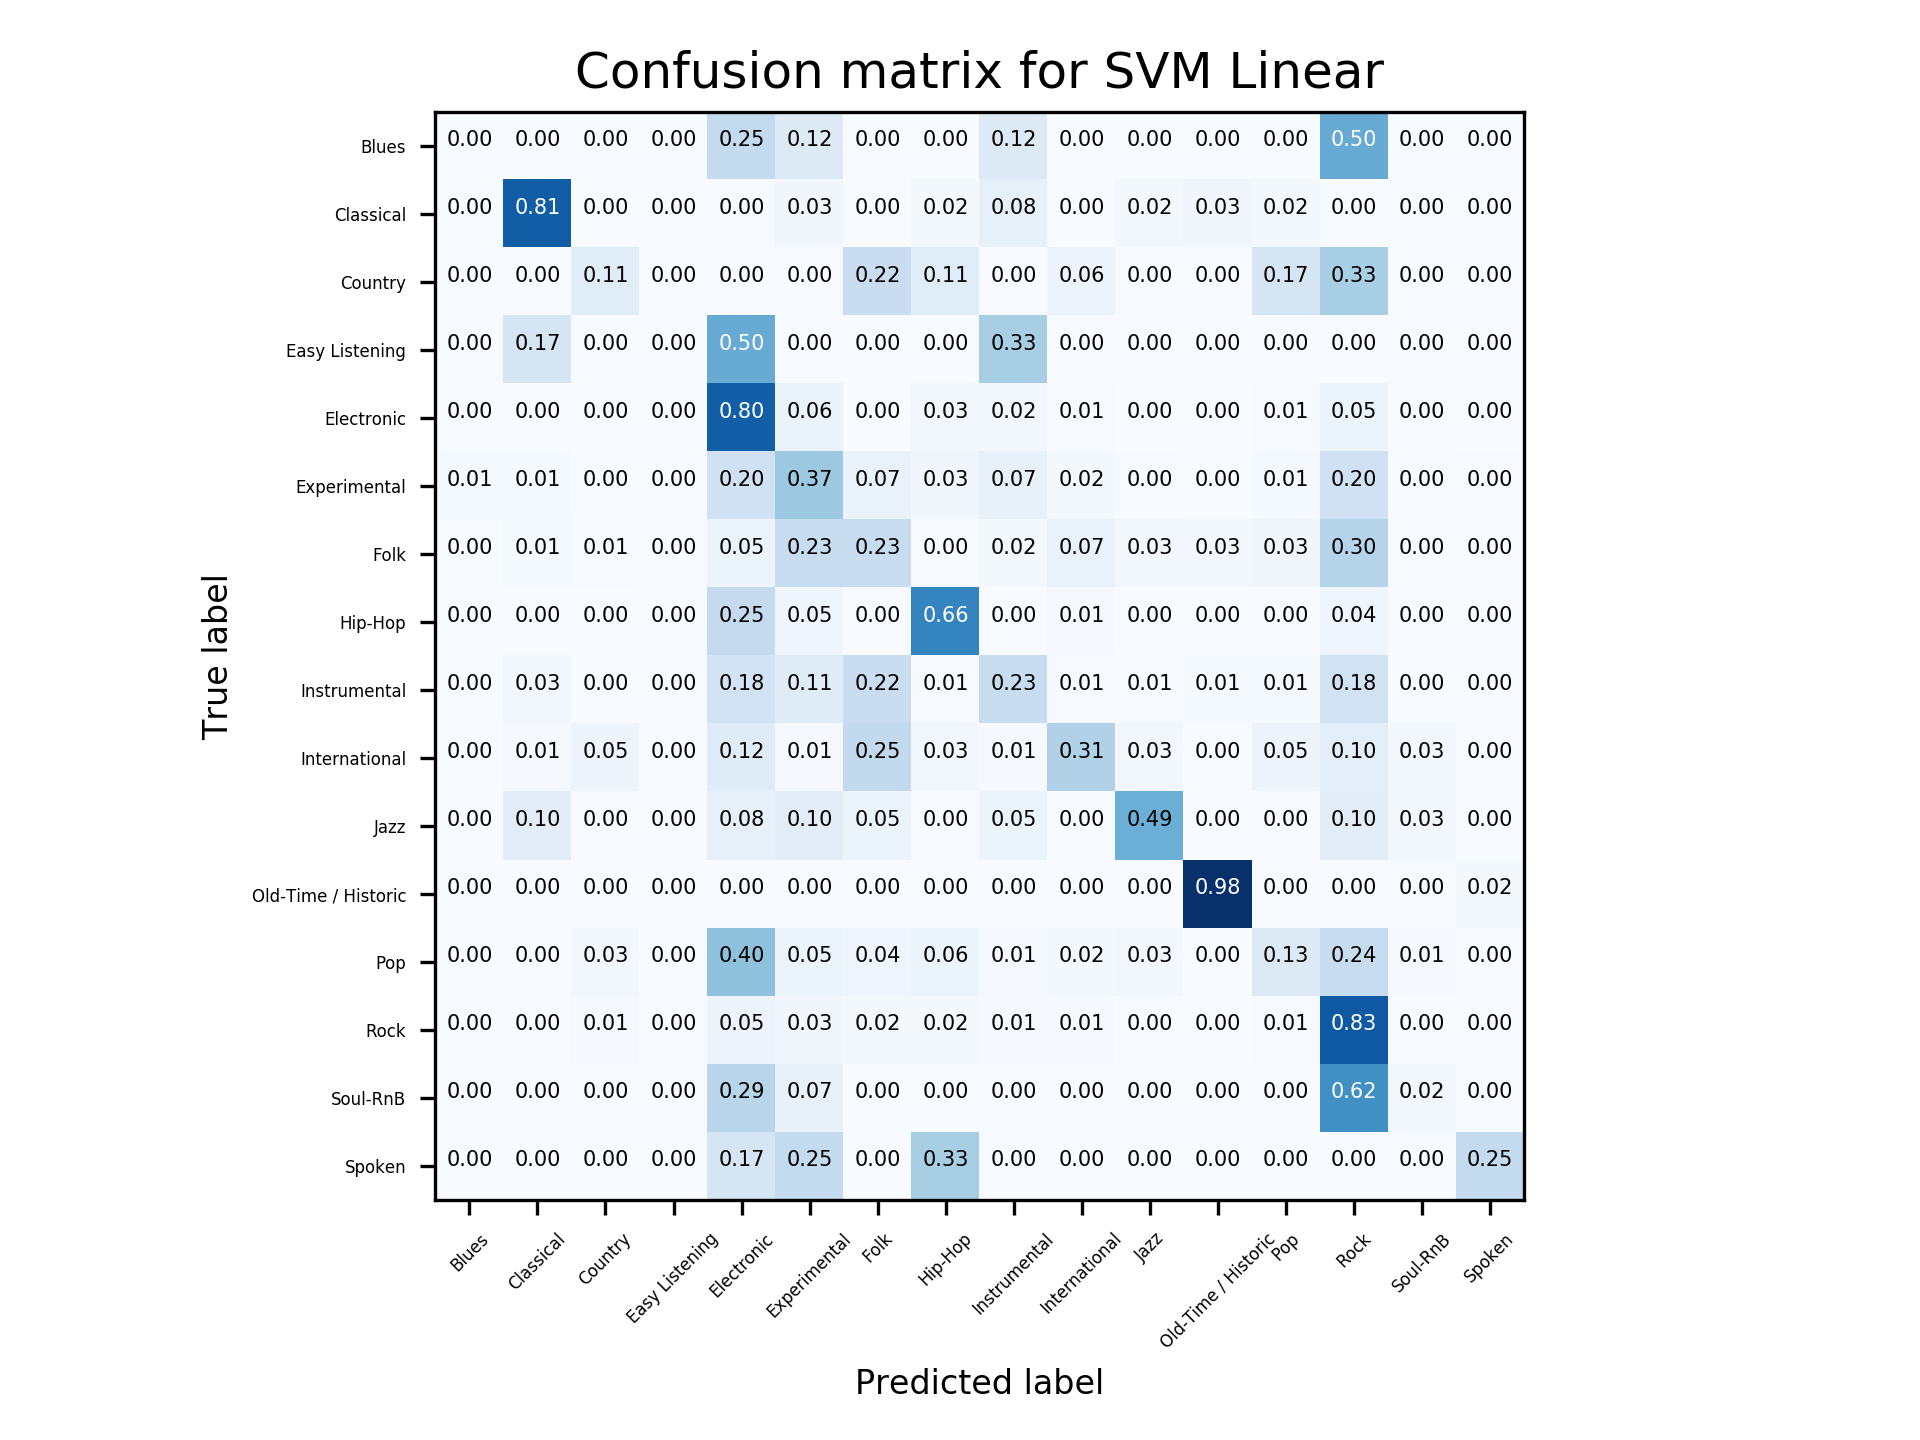 Confusion matrix for SVM Linear
Blues 0.00 0.00 0.00 0.00 0.25 0.12 0.00 0.00 0.12 0.00 0.00 0.00 0.00 0.50 0.00 0.00
Classical 0.00 0.81 0.00 0.00 0.00 0.03 0.00 0.02 0.08 0.00 0.02 0.03 0.02 0.00 0.00 0.00
Country 0.00 0.00 0.11 0.00 0.00 0.00 0.22 0.11 0.00 0.06 0.00 0.00 0.17 0.33 0.00 0.00
Easy Listening 0.00 0.17 0.00 0.00 0.50 0.00 0.00 0.00 0.33 0.00 0.00 0.00 0.00 0.00 0.00 0.00
Electronic 0.00 0.00 0.00 0.00 0.80 0.06 0.00 0.03 0.02 0.01 0.00 0.00 0.01 0.05 0.00 0.00
Experimental 0.01 0.01 0.00 0.00 0.20 0.37 0.07 0.03 0.07 0.02 0.00 0.00 0.01 0.20 0.00 0.00
Folk 0.00 0.01 0.01 0.00 0.05 0.23 0.23 0.00 0.02 0.07 0.03 0.03 0.03 0.30 0.00 0.00
Hip-Hop 0.00 0.00 0.00 0.00 0.25 0.05 0.00 0.66 0.00 0.01 0.00 0.00 0.00 0.04 0.00 0.00
Instrumental 0.00 0.03 0.00 0.00 0.18 0.11 0.22 0.01 0.23 0.01 0.01 0.01 0.01 0.18 0.00 0.00
International 0.00 0.01 0.05 0.00 0.12 0.01 0.25 0.03 0.01 0.31 0.03 0.00 0.05 0.10 0.03 0.00
Jazz 0.00 0.10 0.00 0.00 0.08 0.10 0.05 0.00 0.05 0.00 0.49 0.00 0.00 0.10 0.03 0.00
Old-Time / Historic 0.00 0.00 0.00 0.00 0.00 0.00 0.00 0.00 0.00 0.00 0.00 0.98 0.00 0.00 0.00 0.02
Pop 0.00 0.00 0.03 0.00 0.40 0.05 0.04 0.06 0.01 0.02 0.03 0.00 0.13 0.24 0.01 0.00
Rock 0.00 0.00 0.01 0.00 0.05 0.03 0.02 0.02 0.01 0.01 0.00 0.00 0.01 0.83 0.00 0.00
Soul-RnB 0.00 0.00 0.00 0.00 0.29 0.07 0.00 0.00 0.00 0.00 0.00 0.00 0.00 0.62 0.02 0.00
Spoken 0.00 0.00 0.00 0.00 0.17 0.25 0.00 0.33 0.00 0.00 0.00 0.00 0.00 0.00 0.00 0.25
True label
Blues Classical Country Easy Listening Electronic Experimental Folk Hip-Hop Instrumental International Jazz Old-Time / Historic Pop Rock Soul-RnB Spoken
Predicted label